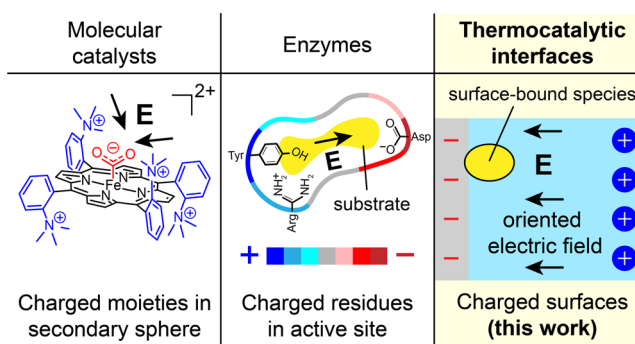 Molecular
catalysts
Enzymes
Thermocatalytic
interfaces
E
2+
N
⊕
O
⊖
O
Fe
N
⊕
N
⊕
N
⊕
Tyr
OH
E
Asp
O
−O
NH
+
NH2
Arg
substrate
+
−
surface-bound species
E
oriented
electric field
−
−
−
−
+
+
+
+
Charged moieties in
secondary sphere
Charged residues
in active site
Charged surfaces
(this work)